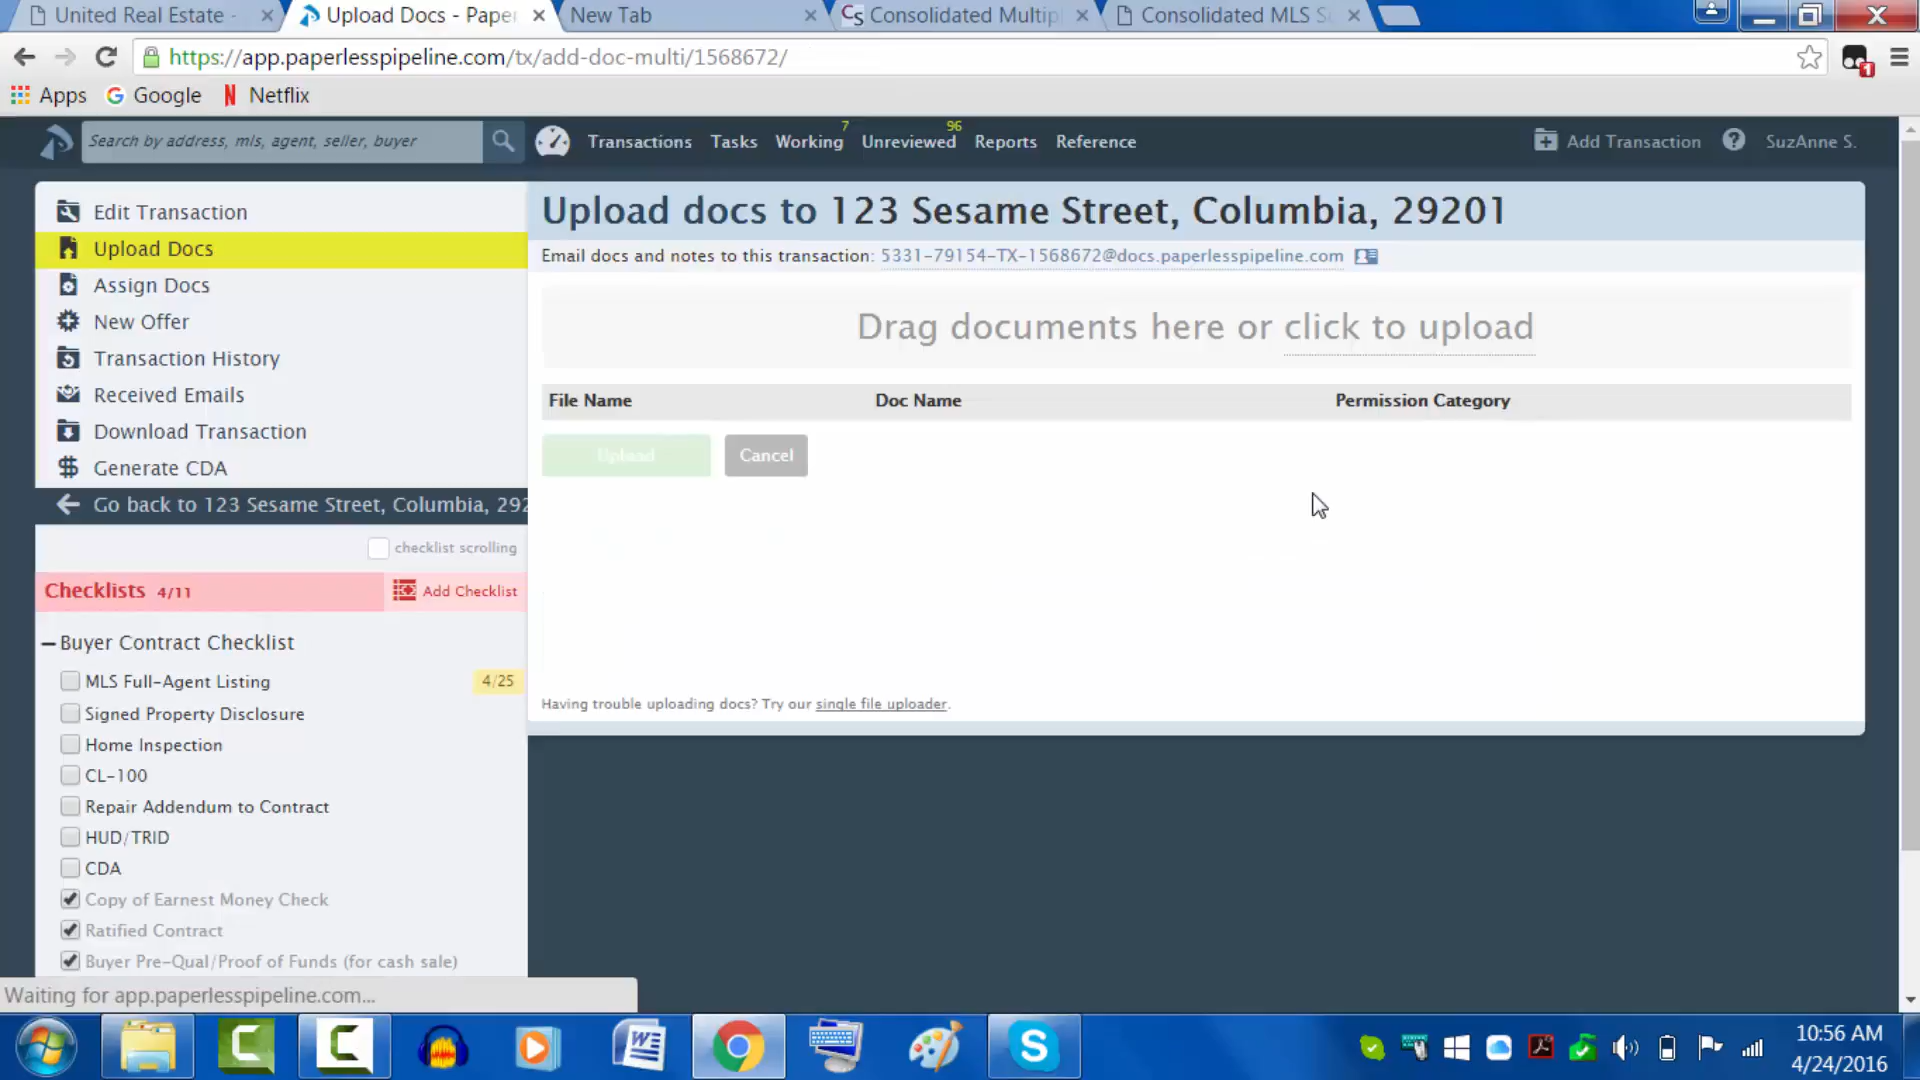 United Real Estate -
Upload Docs - Paper
New Tab
Consolidated Multip
Consolidated MLS S
https://app.paperlesspipeline.com/tx/add-doc-multi/1568672/
1
Apps
Google
Netflix
Search by address, mls, agent, seller, buyer
Transactions
Tasks
Working 7
Unreviewed 96
Reports
Reference
Add Transaction
SuzAnne S.
Edit Transaction
Upload Docs
Assign Docs
New Offer
Transaction History
Received Emails
Download Transaction
Generate CDA
Go back to 123 Sesame Street, Columbia, 292
checklist scrolling
Checklists 4/11
Add Checklist
Buyer Contract Checklist
MLS Full-Agent Listing 4/25
Signed Property Disclosure
Home Inspection
CL-100
Repair Addendum to Contract
HUD/TRID
CDA
Copy of Earnest Money Check
Ratified Contract
Buyer Pre-Qual/Proof of Funds (for cash sale)
Upload docs to 123 Sesame Street, Columbia, 29201
Email docs and notes to this transaction: 5331-79154-TX-1568672@docs.paperlesspipeline.com
Drag documents here or click to upload
File Name Doc Name Permission Category
Upload
Cancel
Having trouble uploading docs? Try our single file uploader.
Waiting for app.paperlesspipeline.com...
10:56 AM
4/24/2016